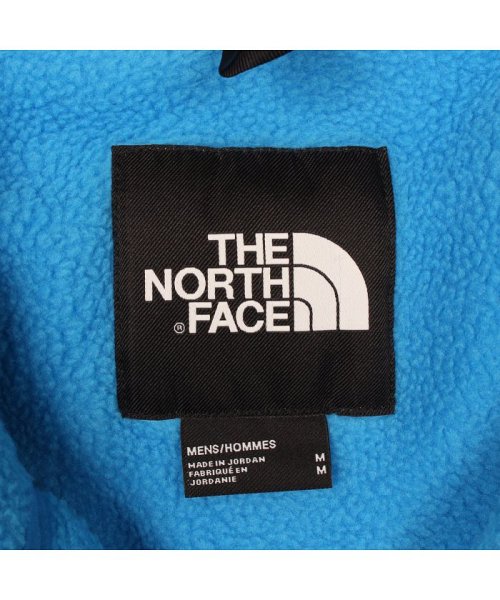 THE
NORTH
® FACE
MENS/HOMMES
MADE IN JORDAN M
FABRIQUÉ EN M
JORDANIE